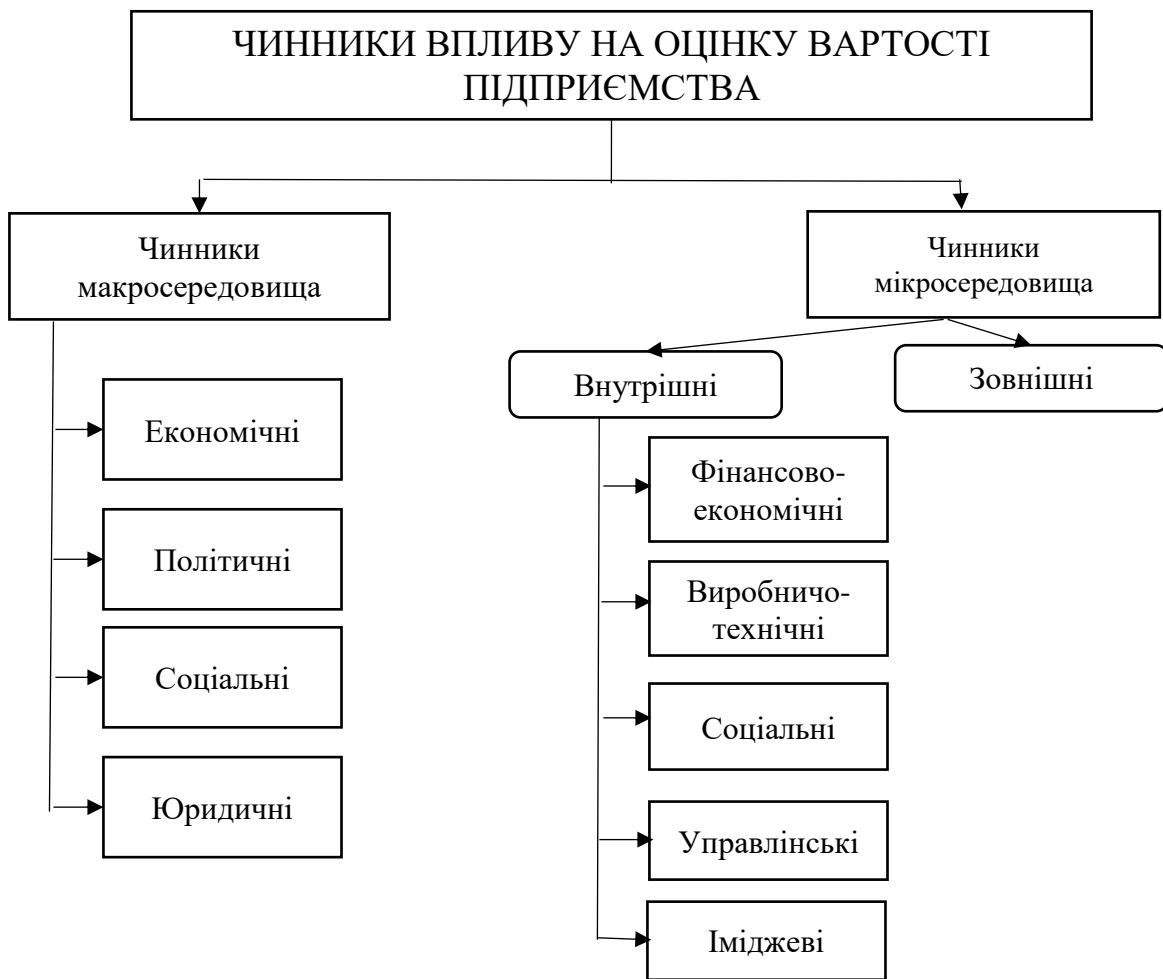 ЧИННИКИ ВПЛИВУ НА ОЦІНКУ ВАРТОСТІ
ПІДПРИЄМСТВА
Чинники
макросередовища
Чинники
мікросередовища
Внутрішні
Зовнішні
Економічні
Політичні
Соціальні
Юридичні
Фінансово-
економічні
Виробничо-
технічні
Соціальні
Управлінські
Іміджеві